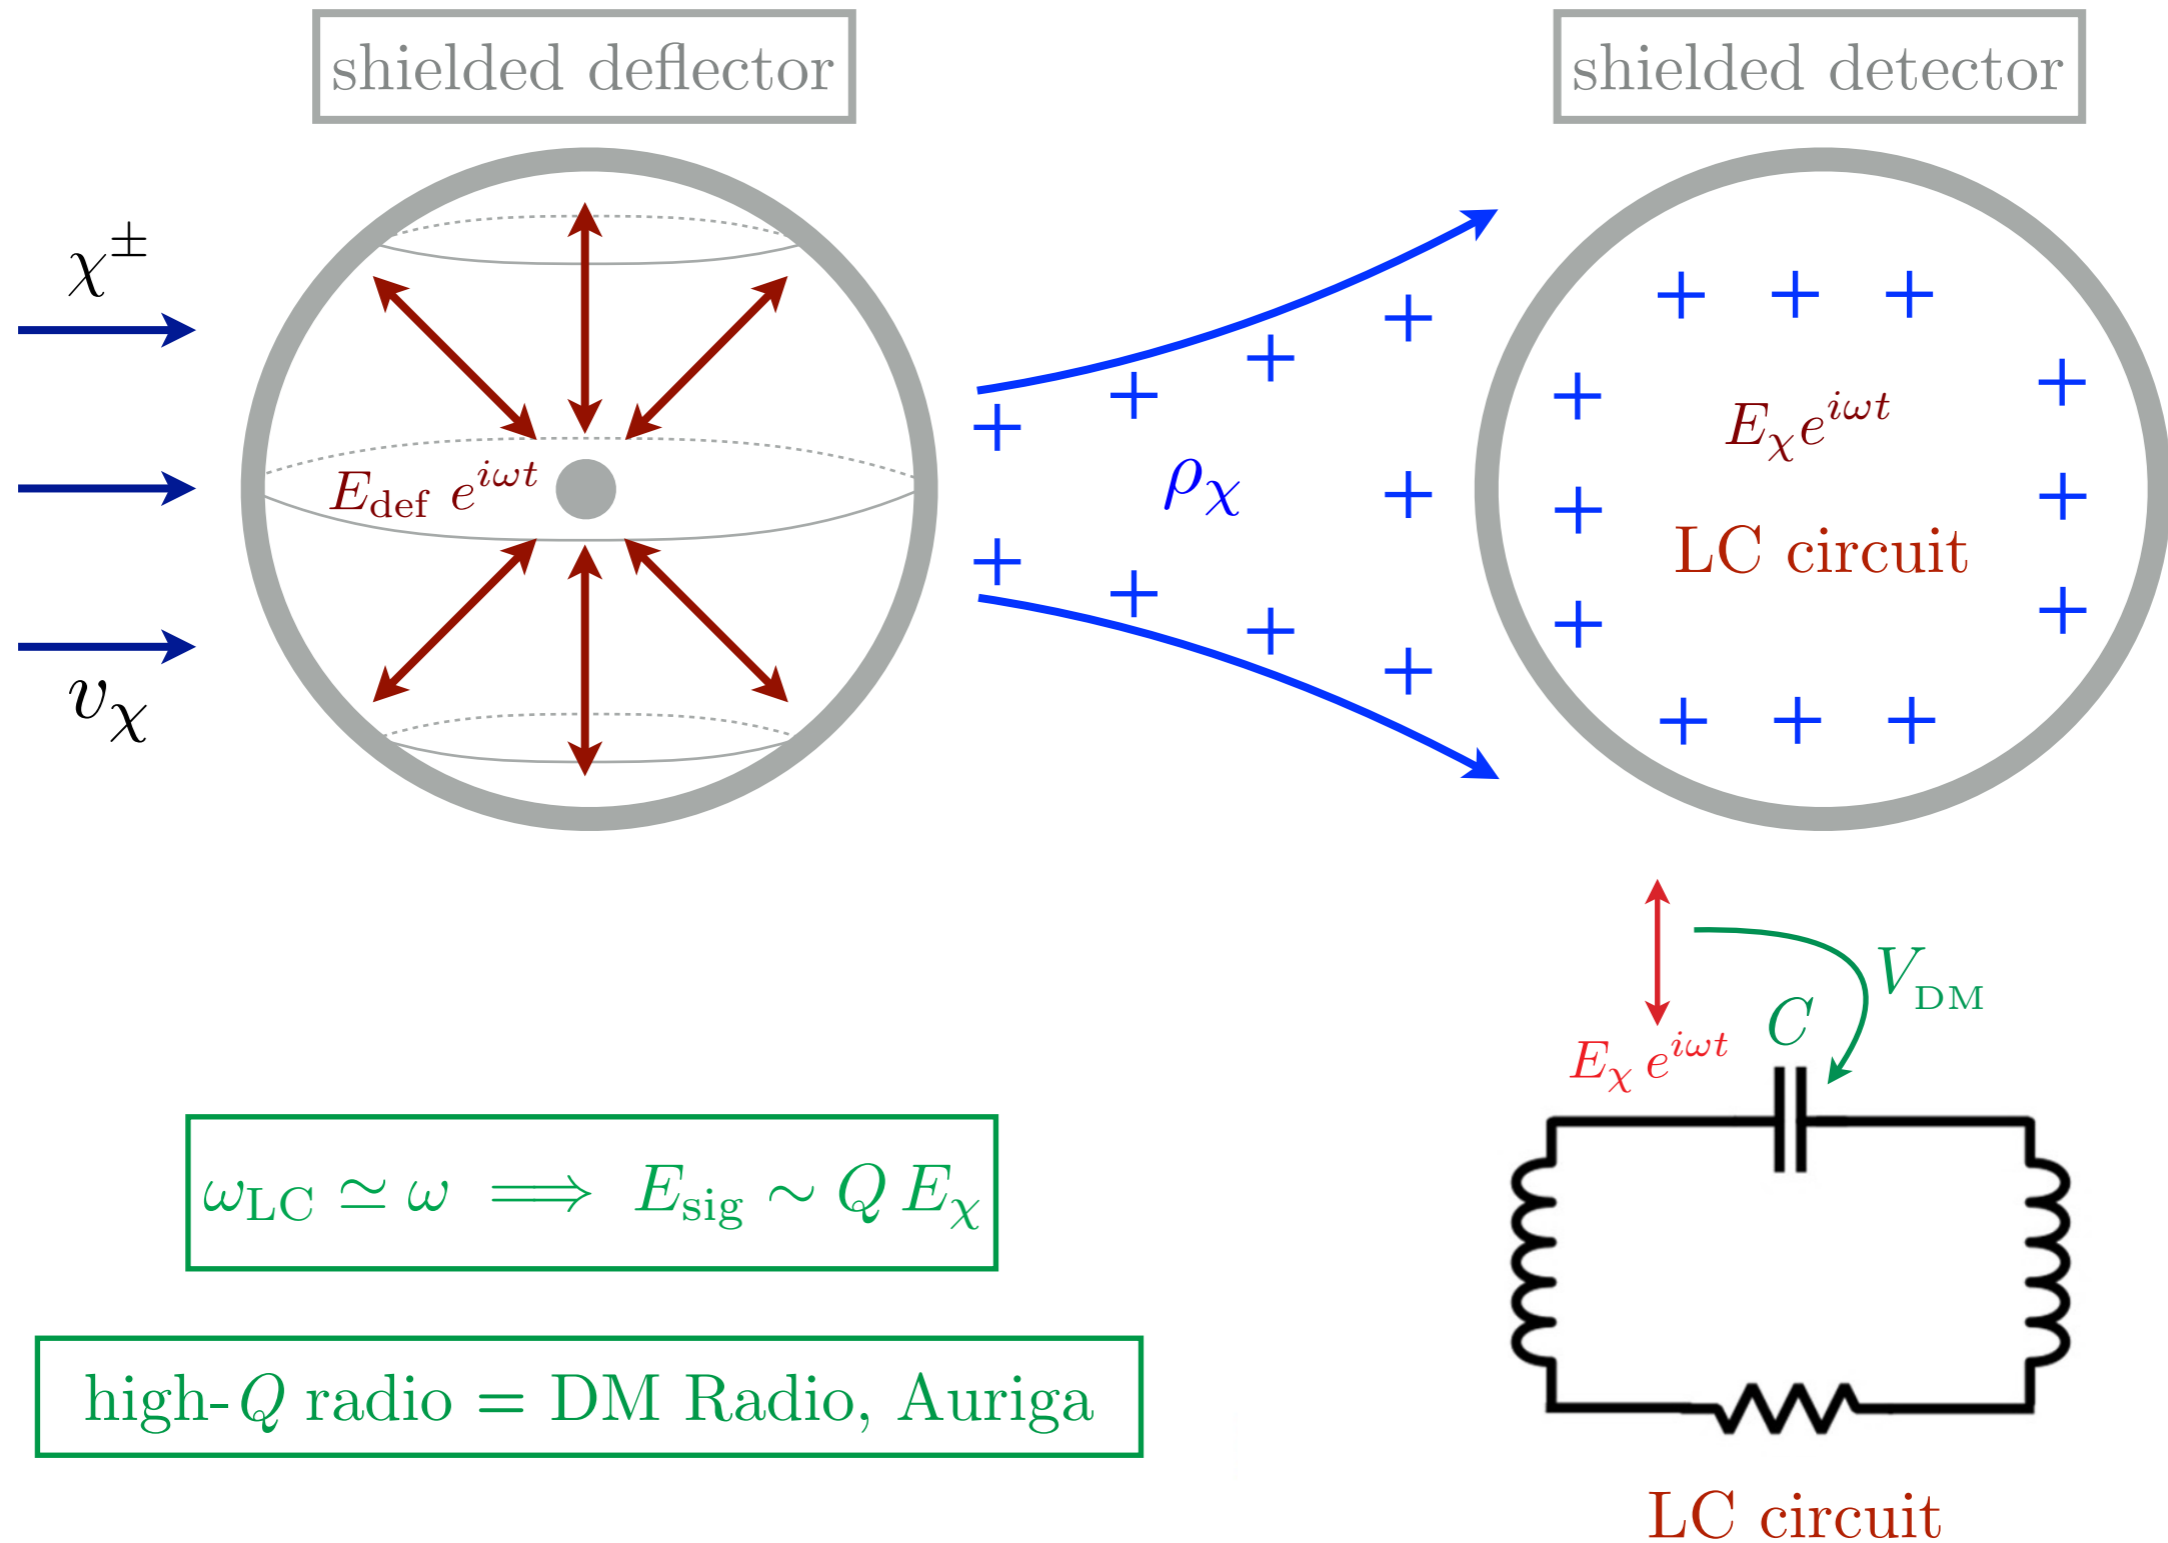 shielded deflector
shielded detector
χ±
E_def e^{iωt}
ρχ
E_χ e^{iωt}
LC circuit
v_χ
V_DM
C
E_χ e^{iωt}
ω_LC ≃ ω ⟹ E_sig ∼ Q E_χ
high-Q radio = DM Radio, Auriga
LC circuit